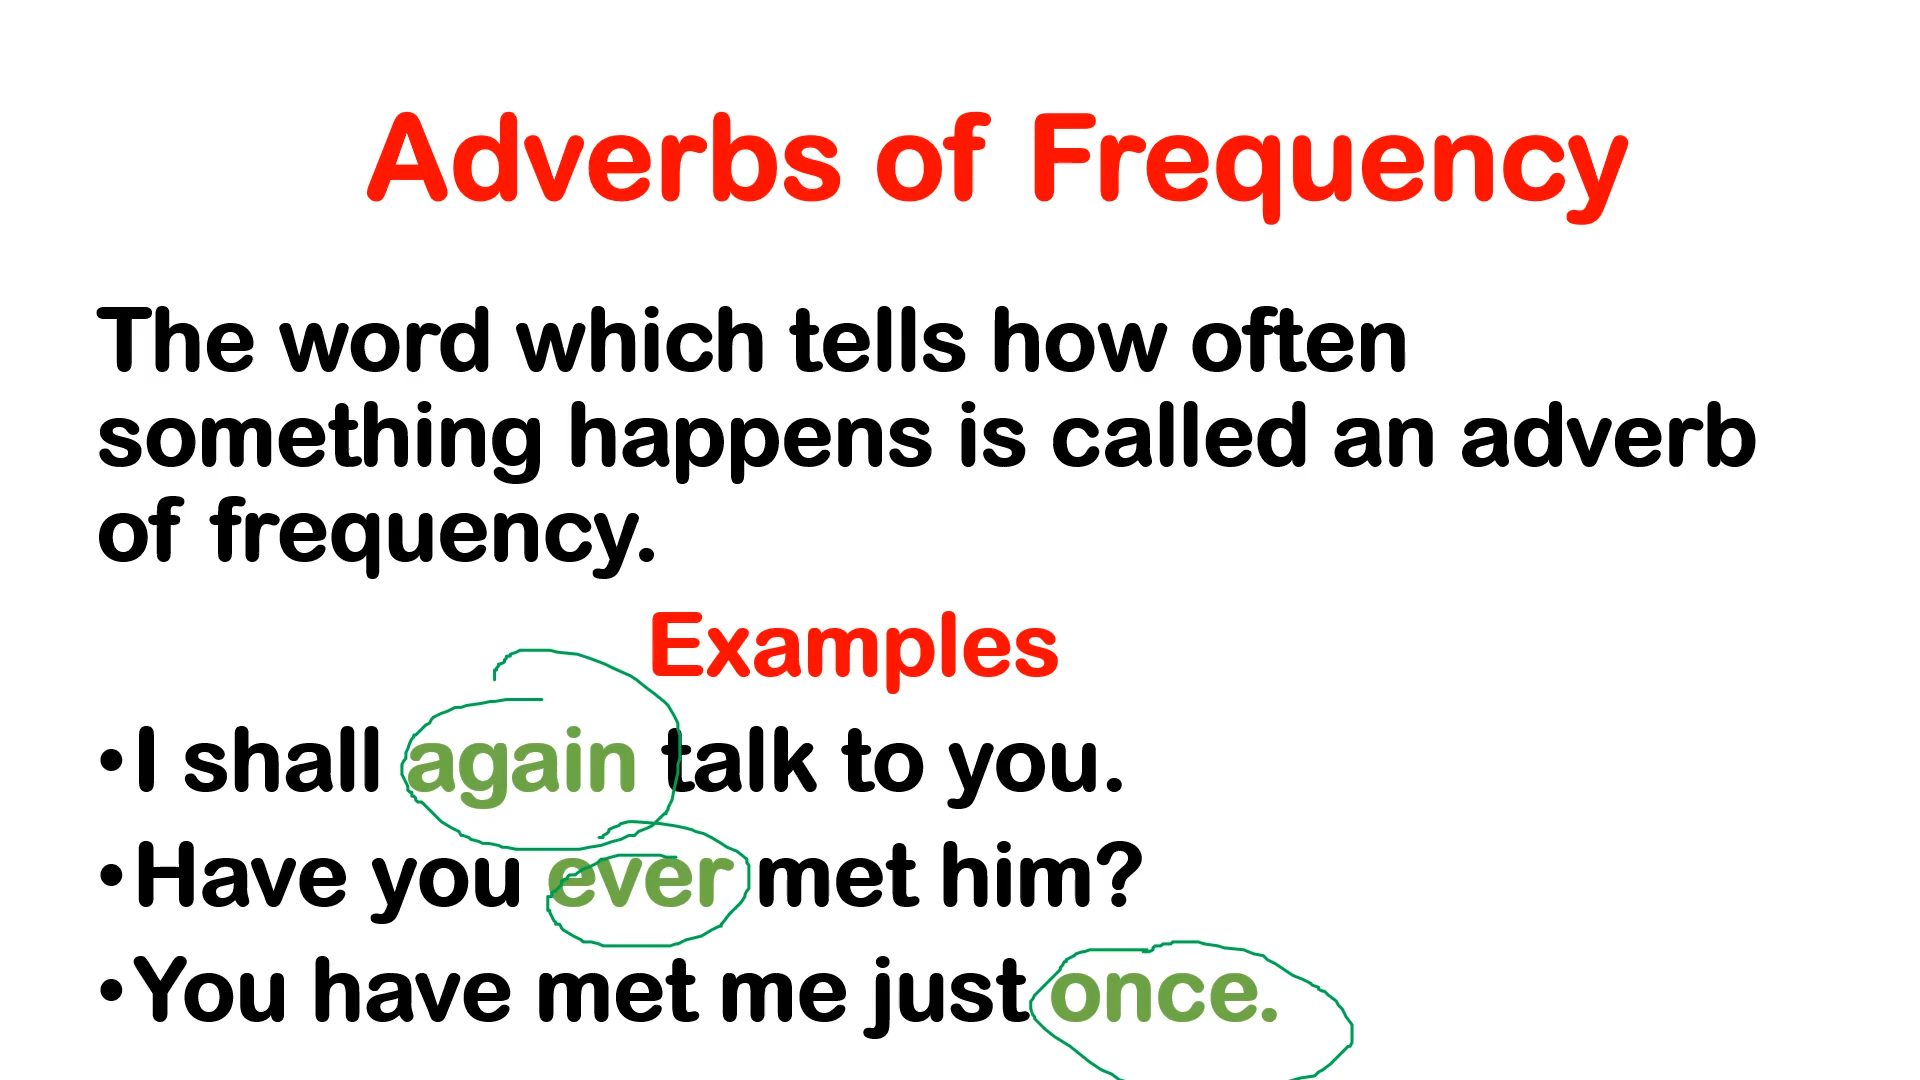 Adverbs of Frequency
The word which tells how often
something happens is called an adverb
of frequency.
Examples
•I shall again talk to you.
•Have you ever met him?
•You have met me just once.